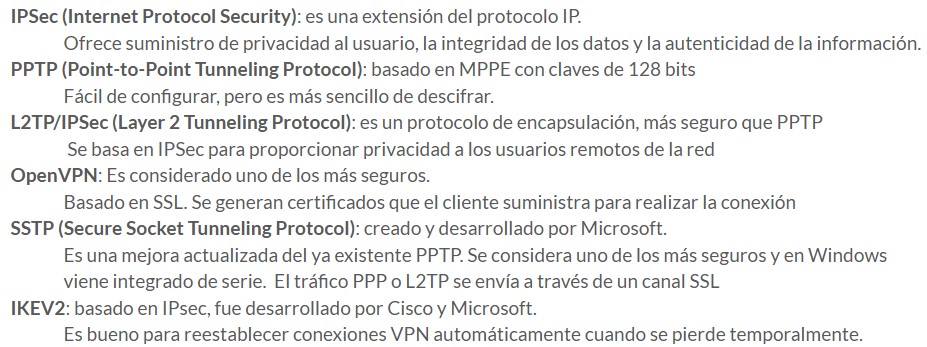 IPSec (Internet Protocol Security): es una extensión del protocolo IP.
Ofrece suministro de privacidad al usuario, la integridad de los datos y la autenticidad de la información.
PPTP (Point-to-Point Tunneling Protocol): basado en MPPE con claves de 128 bits
Fácil de configurar, pero es más sencillo de descifrar.
L2TP/IPSec (Layer 2 Tunneling Protocol): es un protocolo de encapsulación, más seguro que PPTP
Se basa en IPSec para proporcionar privacidad a los usuarios remotos de la red
OpenVPN: Es considerado uno de los más seguros.
Basado en SSL. Se generan certificados que el cliente suministra para realizar la conexión
SSTP (Secure Socket Tunneling Protocol): creado y desarrollado por Microsoft.
Es una mejora actualizada del ya existente PPTP. Se considera uno de los más seguros y en Windows
viene integrado de serie. El tráfico PPP o L2TP se envía a través de un canal SSL
IKEV2: basado en IPsec, fue desarrollado por Cisco y Microsoft.
Es bueno para reestablecer conexiones VPN automáticamente cuando se pierde temporalmente.